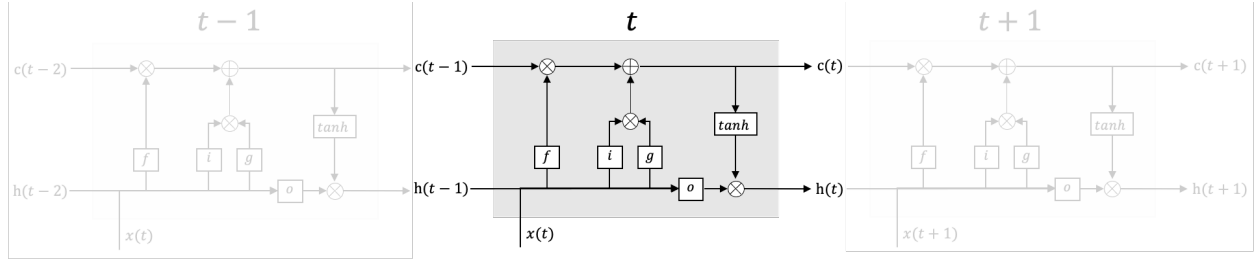 t − 1
t
t + 1
c(t − 2)
c(t − 1)
c(t)
c(t + 1)
tanh
tanh
tanh
f
i
g
f
i
g
f
i
g
h(t − 2)
o
h(t − 1)
o
h(t)
o
h(t + 1)
x(t)
x(t)
x(t + 1)